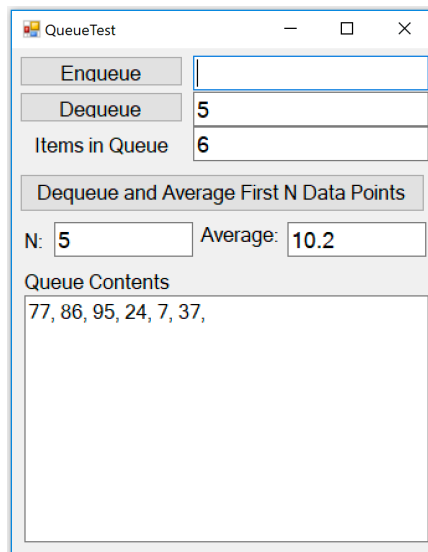 QueueTest
Enqueue
Dequeue 5
Items in Queue 6
Dequeue and Average First N Data Points
N: 5 Average: 10.2
Queue Contents
77, 86, 95, 24, 7, 37,